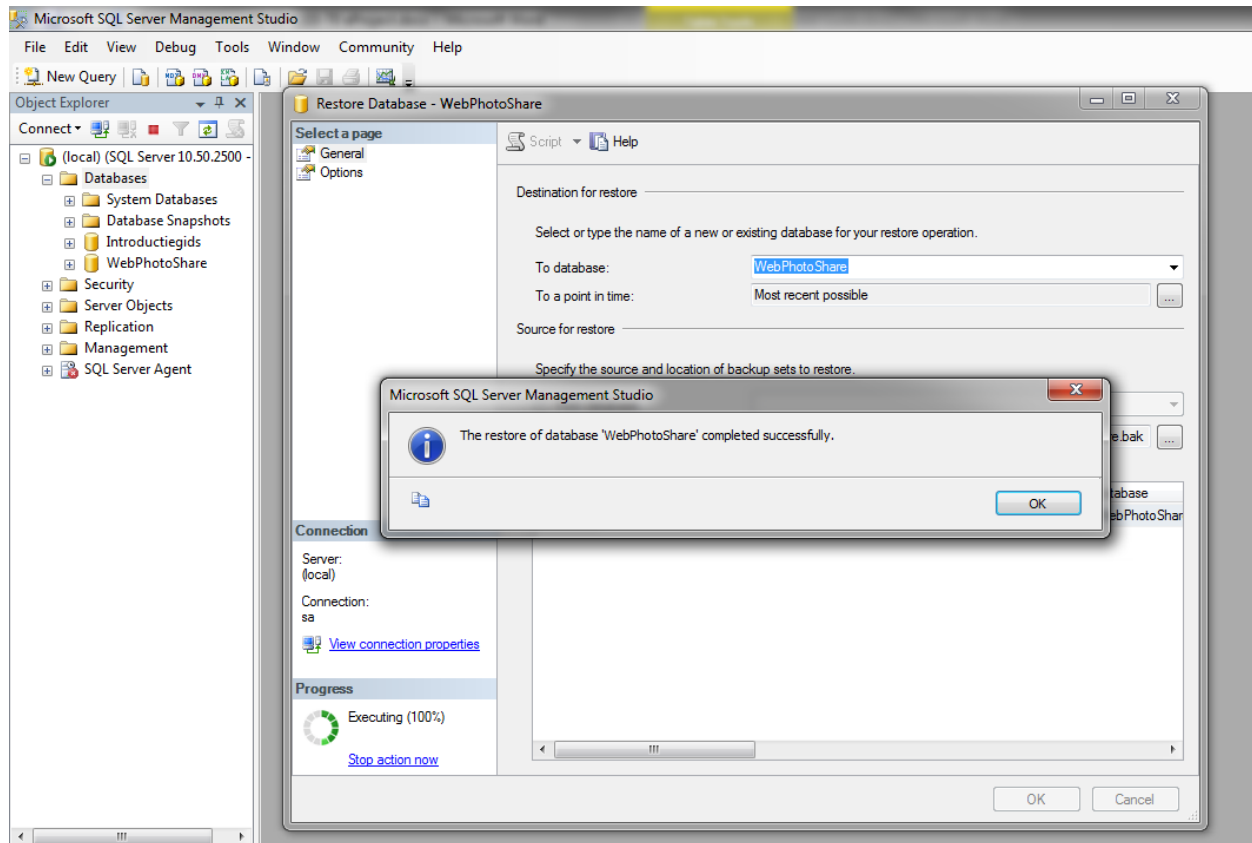 Microsoft SQL Server Management Studio
File Edit View Debug Tools Window Community Help
New Query
Object Explorer
Connect
(local) (SQL Server 10.50.2500 -
Databases
System Databases
Database Snapshots
Introductiegids
WebPhotoShare
Security
Server Objects
Replication
Management
SQL Server Agent
Restore Database - WebPhotoShare
Select a page
General
Options
Script Help
Destination for restore
Select or type the name of a new or existing database for your restore operation.
To database: WebPhotoShare
To a point in time: Most recent possible ...
Source for restore
Specify the source and location of backup sets to restore.
e.bak ...
tabase
ebPhotoShar
Microsoft SQL Server Management Studio
The restore of database 'WebPhotoShare' completed successfully.
OK
Connection
Server:
(local)
Connection:
sa
View connection properties
Progress
Executing (100%)
Stop action now
OK Cancel